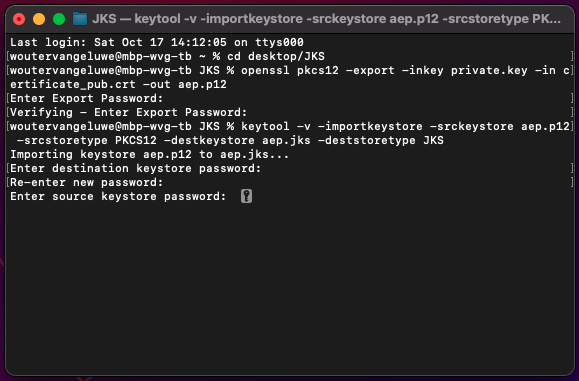 JKS — keytool -v -importkeystore -srckeystore aep.p12 -srcstoretype PK...
Last login: Sat Oct 17 14:12:05 on ttys000
[woutervangeluwe@mbp-wvg-tb ~ % cd desktop/JKS ]
[woutervangeluwe@mbp-wvg-tb JKS % openssl pkcs12 -export -inkey private.key -in c]
ertificate_pub.crt -out aep.p12
[Enter Export Password: ]
[Verifying - Enter Export Password: ]
[woutervangeluwe@mbp-wvg-tb JKS % keytool -v -importkeystore -srckeystore aep.p12]
-srcstoretype PKCS12 -destkeystore aep.jks -deststoretype JKS
Importing keystore aep.p12 to aep.jks...
[Enter destination keystore password: ]
[Re-enter new password: ]
Enter source keystore password: